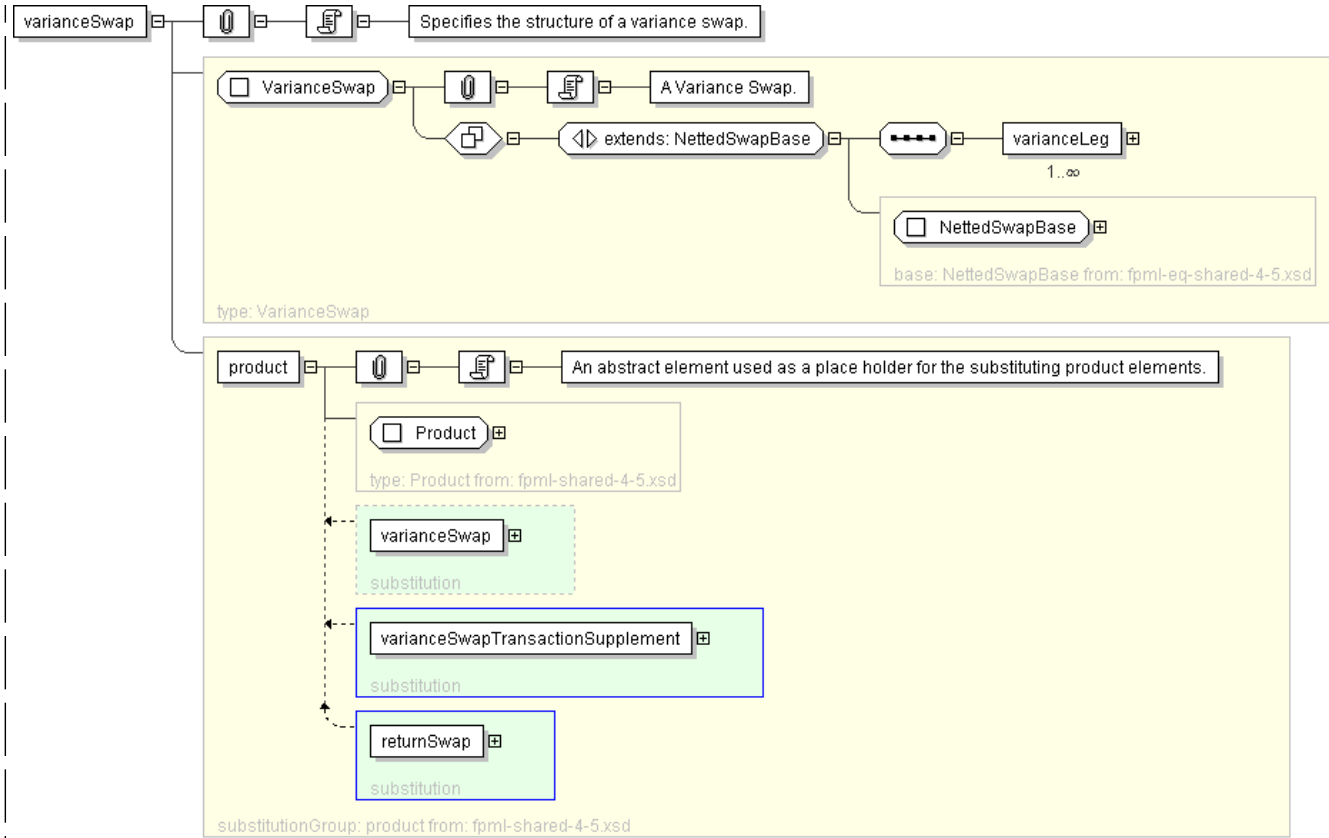 varianceSwap
Specifies the structure of a variance swap.
VarianceSwap
A Variance Swap.
extends: NettedSwapBase
varianceLeg
1..∞
NettedSwapBase
base: NettedSwapBase from: fpml-eq-shared-4-5.xsd
type: VarianceSwap
product
An abstract element used as a place holder for the substituting product elements.
Product
type: Product from: fpml-shared-4-5.xsd
varianceSwap
substitution
varianceSwapTransactionSupplement
substitution
returnSwap
substitution
substitutionGroup: product from: fpml-shared-4-5.xsd